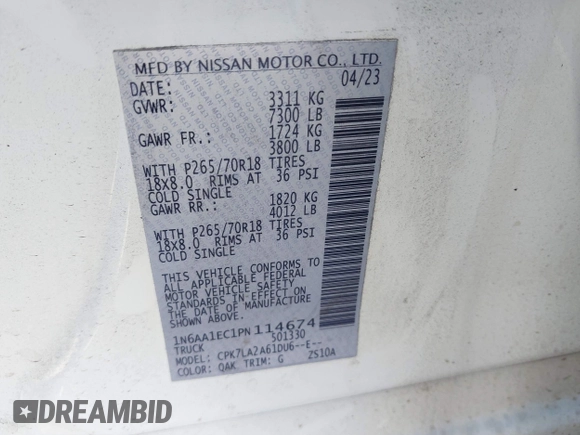 MFD BY NISSAN MOTOR CO., LTD.
DATE: 04/23
GVWR: 3311 KG
7300 LB
GAWR FR.: 1724 KG
3800 LB
WITH P265/70R18 TIRES
18X8.0 RIMS AT 36 PSI
COLD SINGLE
GAWR RR.: 1820 KG
4012 LB
WITH P265/70R18 TIRES
18X8.0 RIMS AT 36 PSI
COLD SINGLE
THIS VEHICLE CONFORMS TO
ALL APPLICABLE FEDERAL
MOTOR VEHICLE SAFETY
STANDARDS IN EFFECT ON
THE DATE OF MANUFACTURE
SHOWN ABOVE.
1N6AA1EC1PN114674
TRUCK 501330
MODEL: CPK7LA2A61DU6--E--
COLOR: QAK TRIM: G ZS10A
DREAMBID